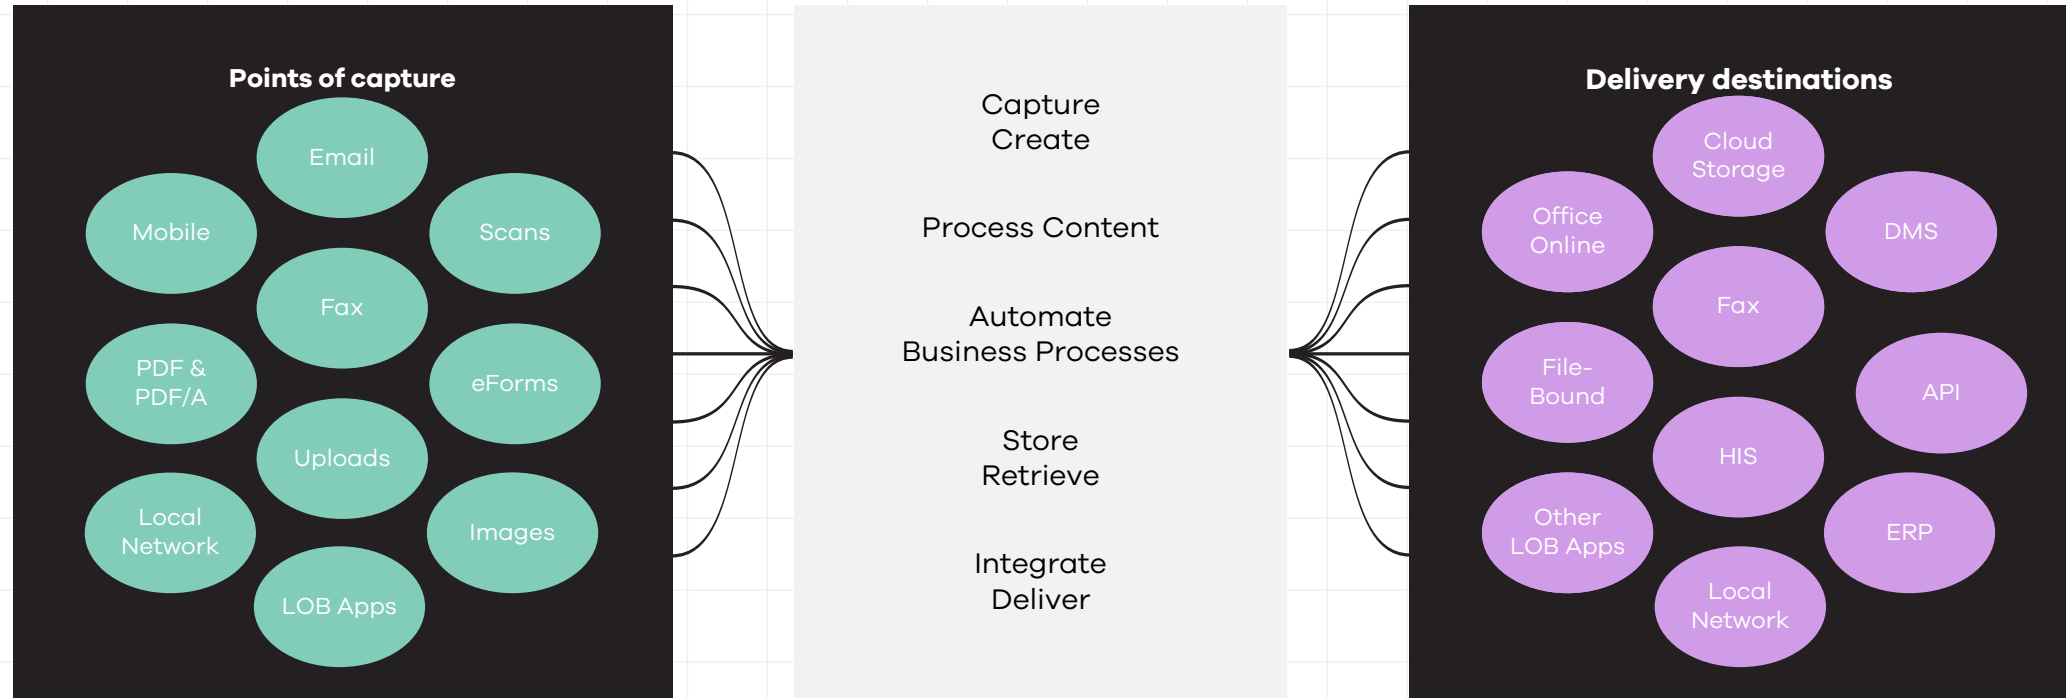 Points of capture
Email
Mobile
Scans
Fax
PDF &
PDF/A
eForms
Uploads
Local
Network
Images
LOB Apps
Capture
Create
Process Content
Automate
Business Processes
Store
Retrieve
Integrate
Deliver
Delivery destinations
Cloud
Storage
Office
Online
DMS
Fax
File-
Bound
API
HIS
Other
LOB Apps
ERP
Local
Network